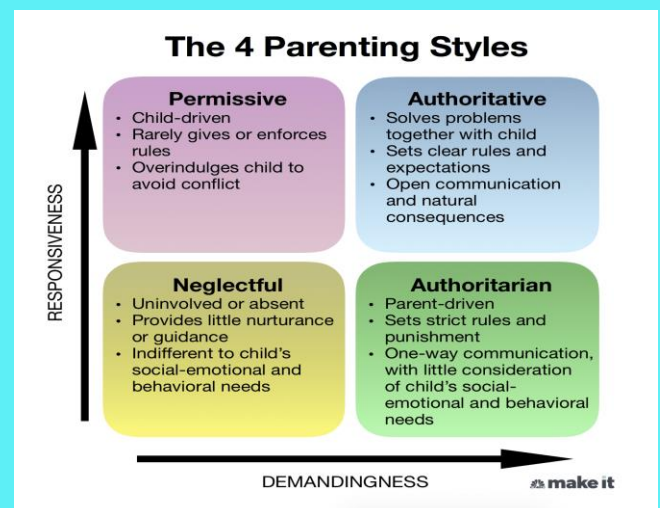 The 4 Parenting Styles
Permissive
• Child-driven
• Rarely gives or enforces
rules
• Overindulges child to
avoid conflict
Authoritative
• Solves problems
together with child
• Sets clear rules and
expectations
• Open communication
and natural
consequences
RESPONSIVENESS
Neglectful
• Uninvolved or absent
• Provides little nurturance
or guidance
• Indifferent to child's
social-emotional and
behavioral needs
Authoritarian
• Parent-driven
• Sets strict rules and
punishment
• One-way communication,
with little consideration
of child's social-
emotional and behavioral
needs
DEMANDINGNESS
make it